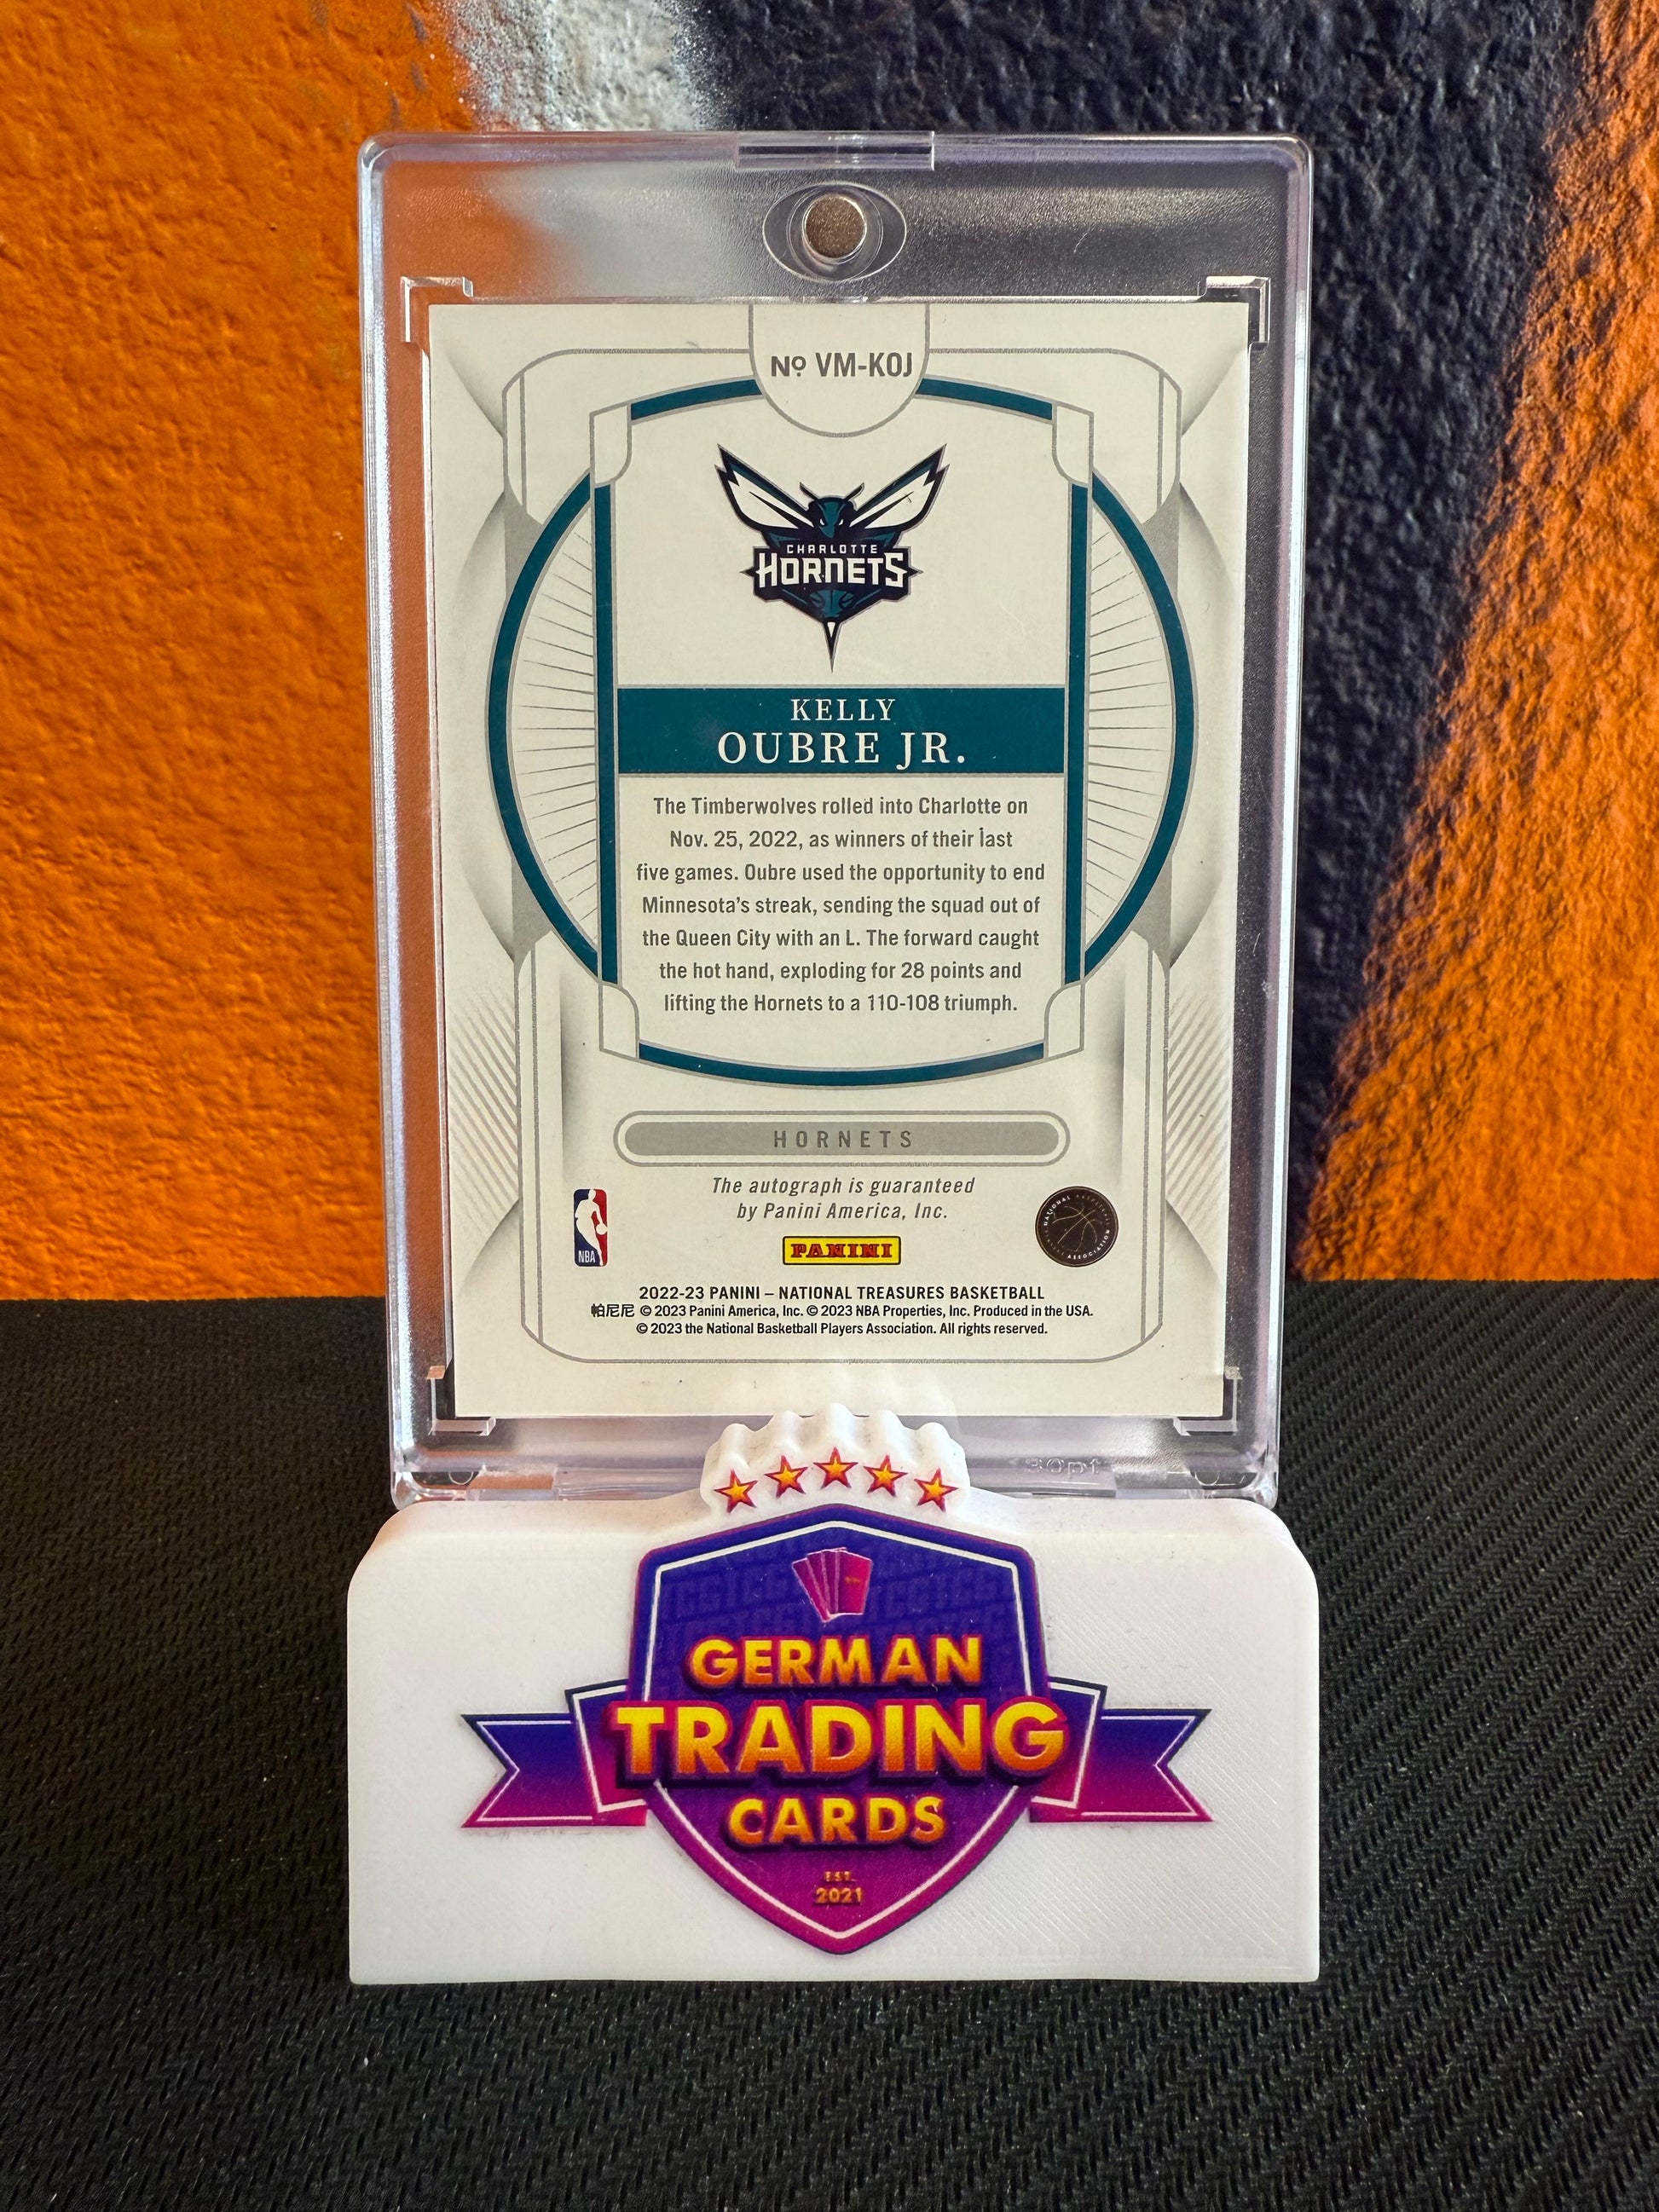 Nº VM-KOJ
CHARLOTTE
HORNETS
KELLY
OUBRE JR.
The Timberwolves rolled into Charlotte on
Nov. 25, 2022, as winners of their last
five games. Oubre used the opportunity to end
Minnesota's streak, sending the squad out of
the Queen City with an L. The forward caught
the hot hand, exploding for 28 points and
lifting the Hornets to a 110-108 triumph.
HORNETS
The autograph is guaranteed
by Panini America, Inc.
NBA
PANINI
NATIONAL BASKETBALL
PLAYERS ASSOCIATION
2022-23 PANINI – NATIONAL TREASURES BASKETBALL
帕尼尼 © 2023 Panini America, Inc. © 2023 NBA Properties, Inc. Produced in the USA.
© 2023 the National Basketball Players Association. All rights reserved.
GERMAN
TRADING
CARDS
EST.
2021